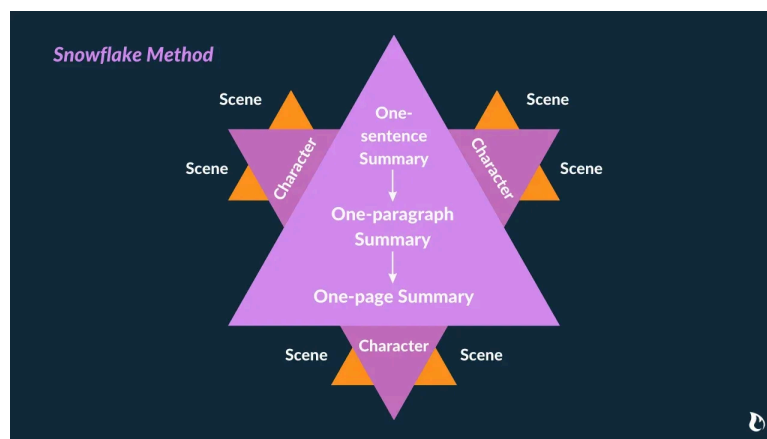 Snowflake Method
Scene
Scene
One-
sentence
Summary
Character
Character
Scene
Scene
One-paragraph
Summary
One-page Summary
Character
Scene
Scene